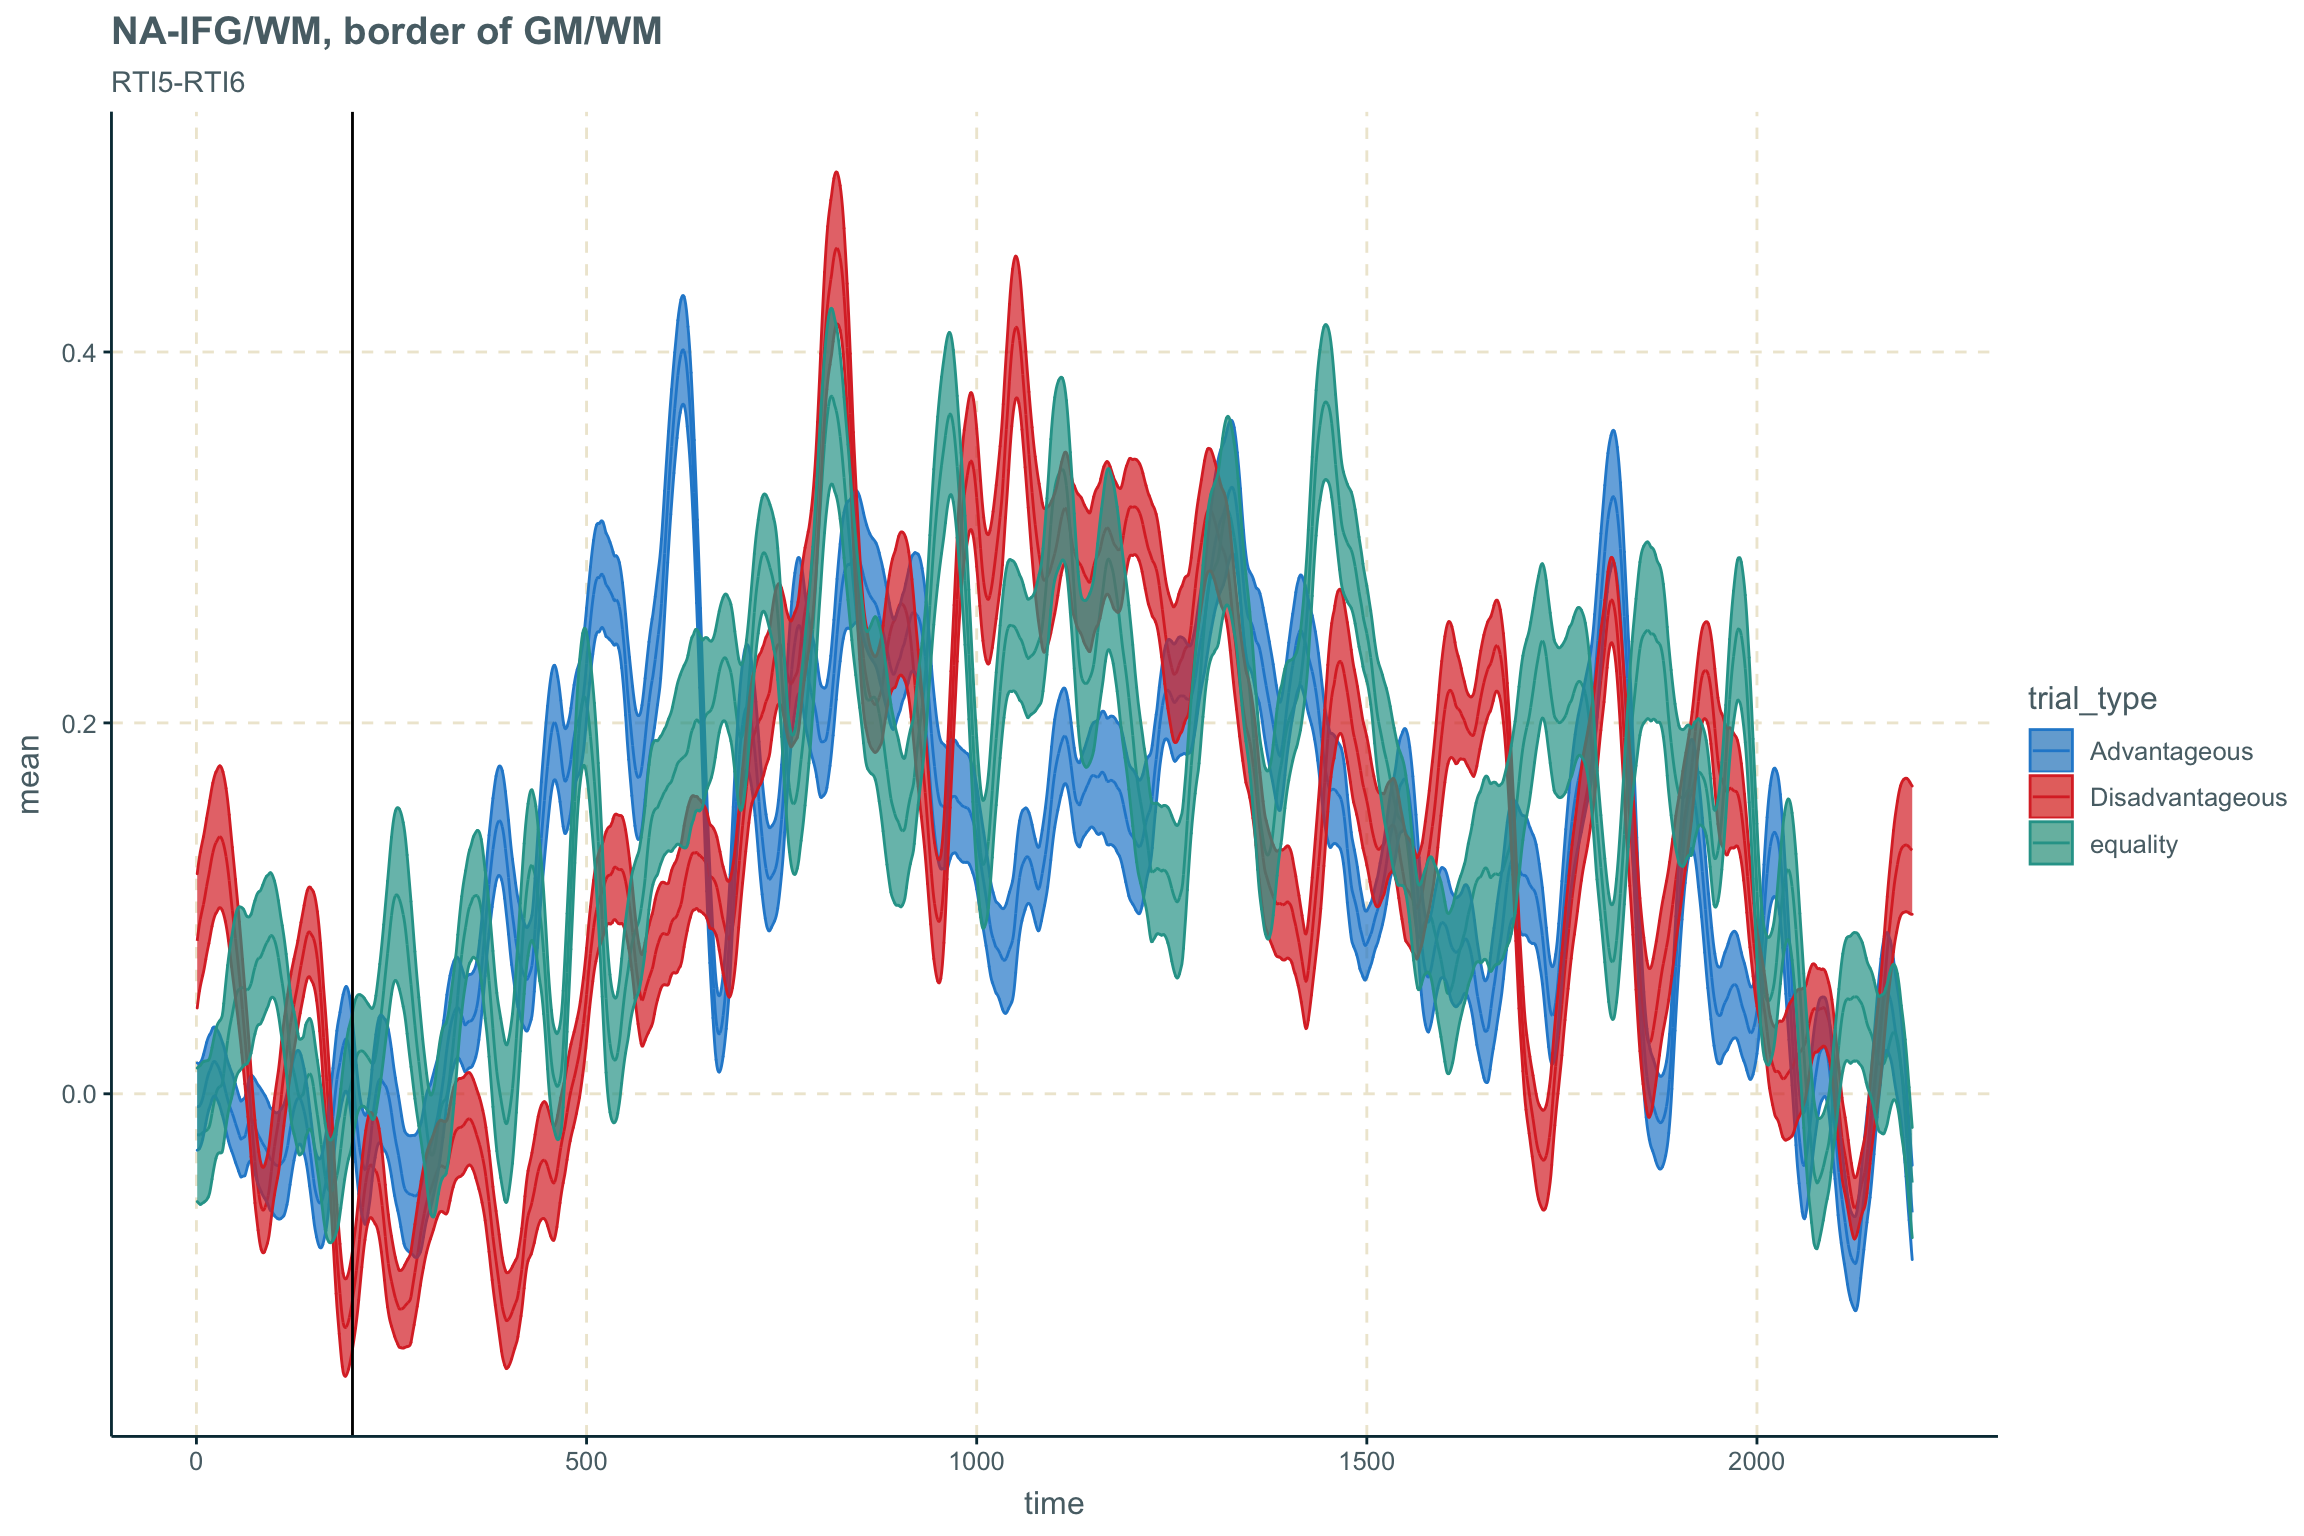 NA-IFG/WM, border of GM/WM
RTI5-RTI6
0.4
0.2
0.0
mean
0
500
1000
1500
2000
time
trial_type
Advantageous
Disadvantageous
equality